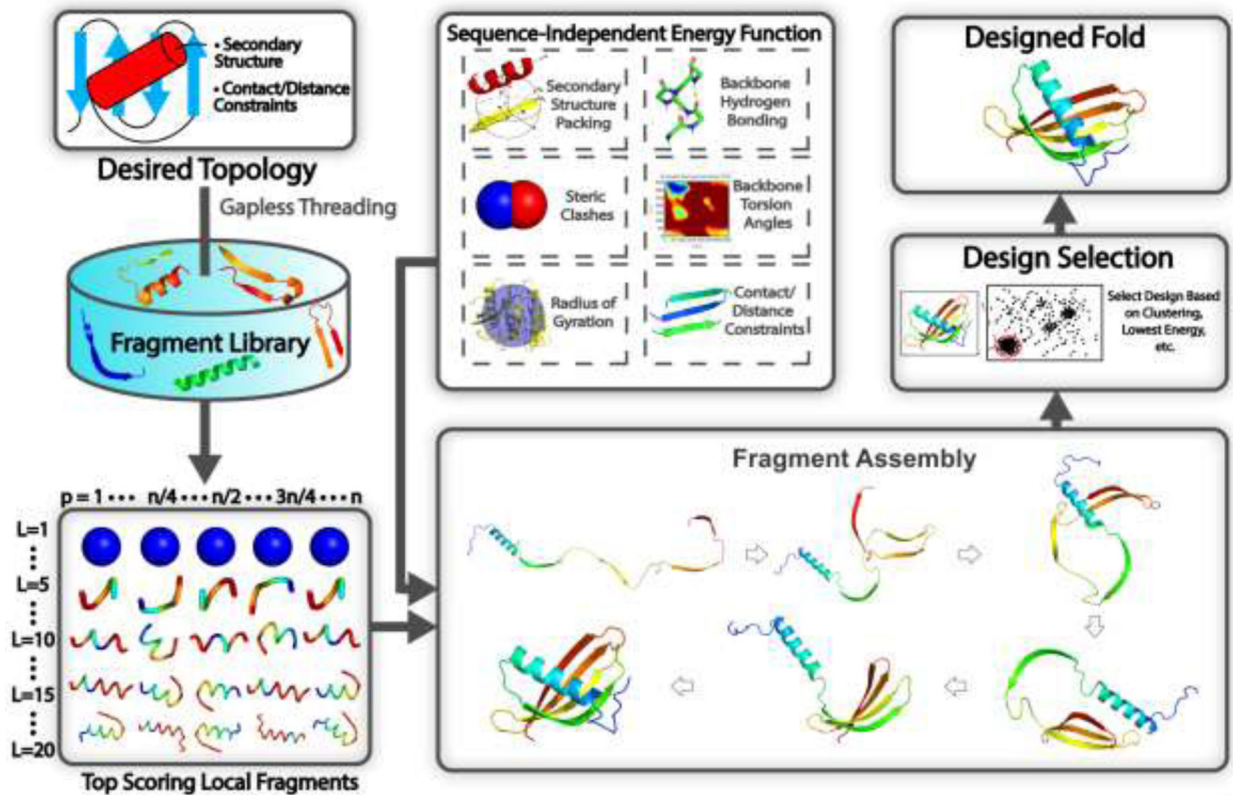 • Secondary
Structure
• Contact/Distance
Constraints
Desired Topology
Gapless Threading
Fragment Library
p = 1 • • • n/4 • • • n/2 • • • 3n/4 • • • n
L=1
L=5
L=10
L=15
L=20
Top Scoring Local Fragments
Sequence-Independent Energy Function
Secondary
Structure
Packing
Backbone
Hydrogen
Bonding
Steric
Clashes
Backbone
Torsion
Angles
Radius of
Gyration
Contact/
Distance
Constraints
Fragment Assembly
Design Selection
Select Design Based
on Clustering,
Lowest Energy,
etc.
Designed Fold